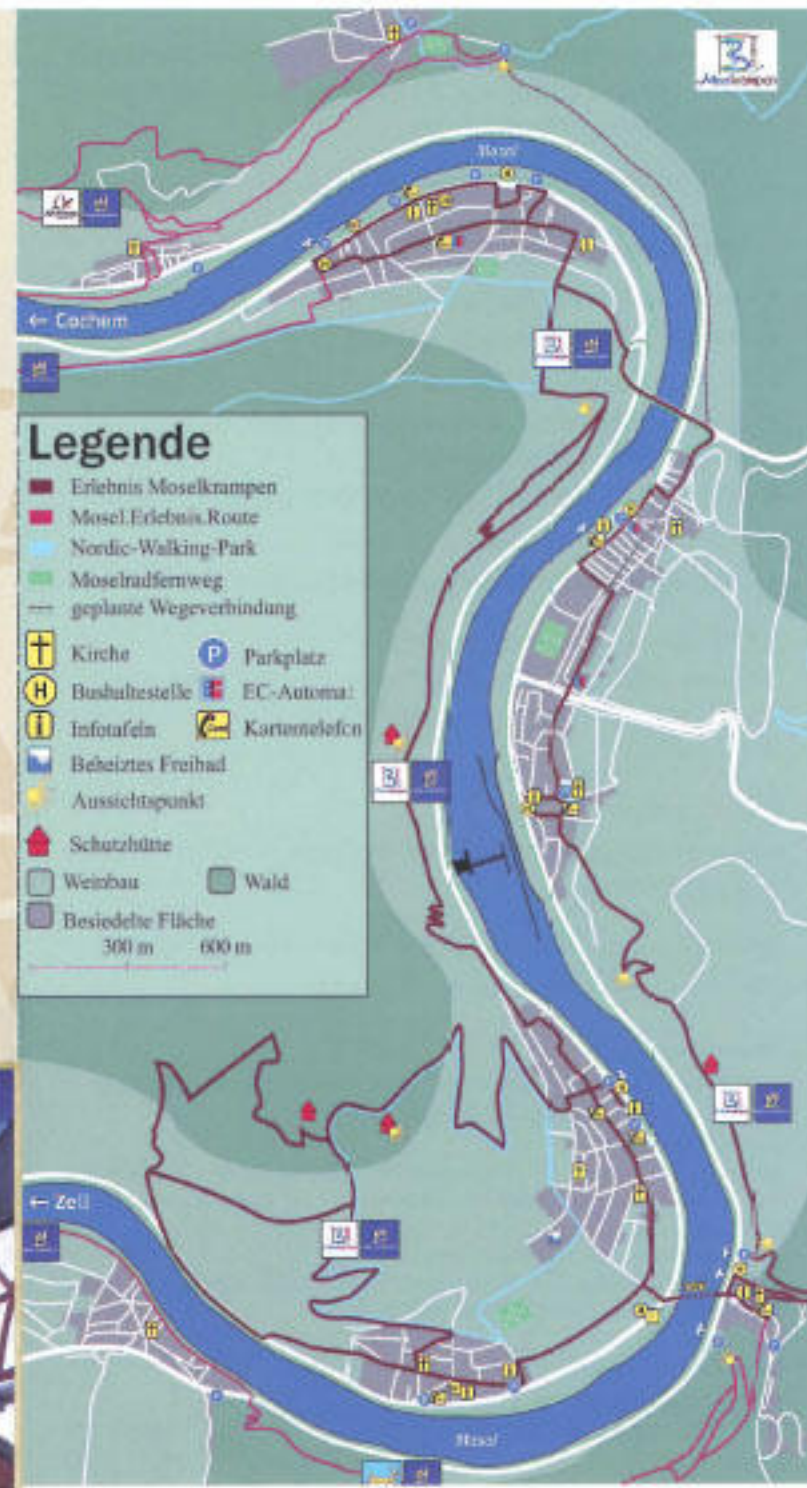 Moselkrampen
Mosel
← Cochem
Legende
Erlebnis Moselkrampen
Mosel.Erlebnis.Route
Nordic-Walking-Park
Moselradfernweg
geplante Wegeverbindung
Kirche
P Parkplatz
H Bushaltestelle
EC-Automat
i Infotafeln
Kartentelefon
Beheiztes Freibad
Aussichtspunkt
Schutzhütte
Weinbau
Wald
Besiedelte Fläche
300 m 600 m
← Zell
Mosel